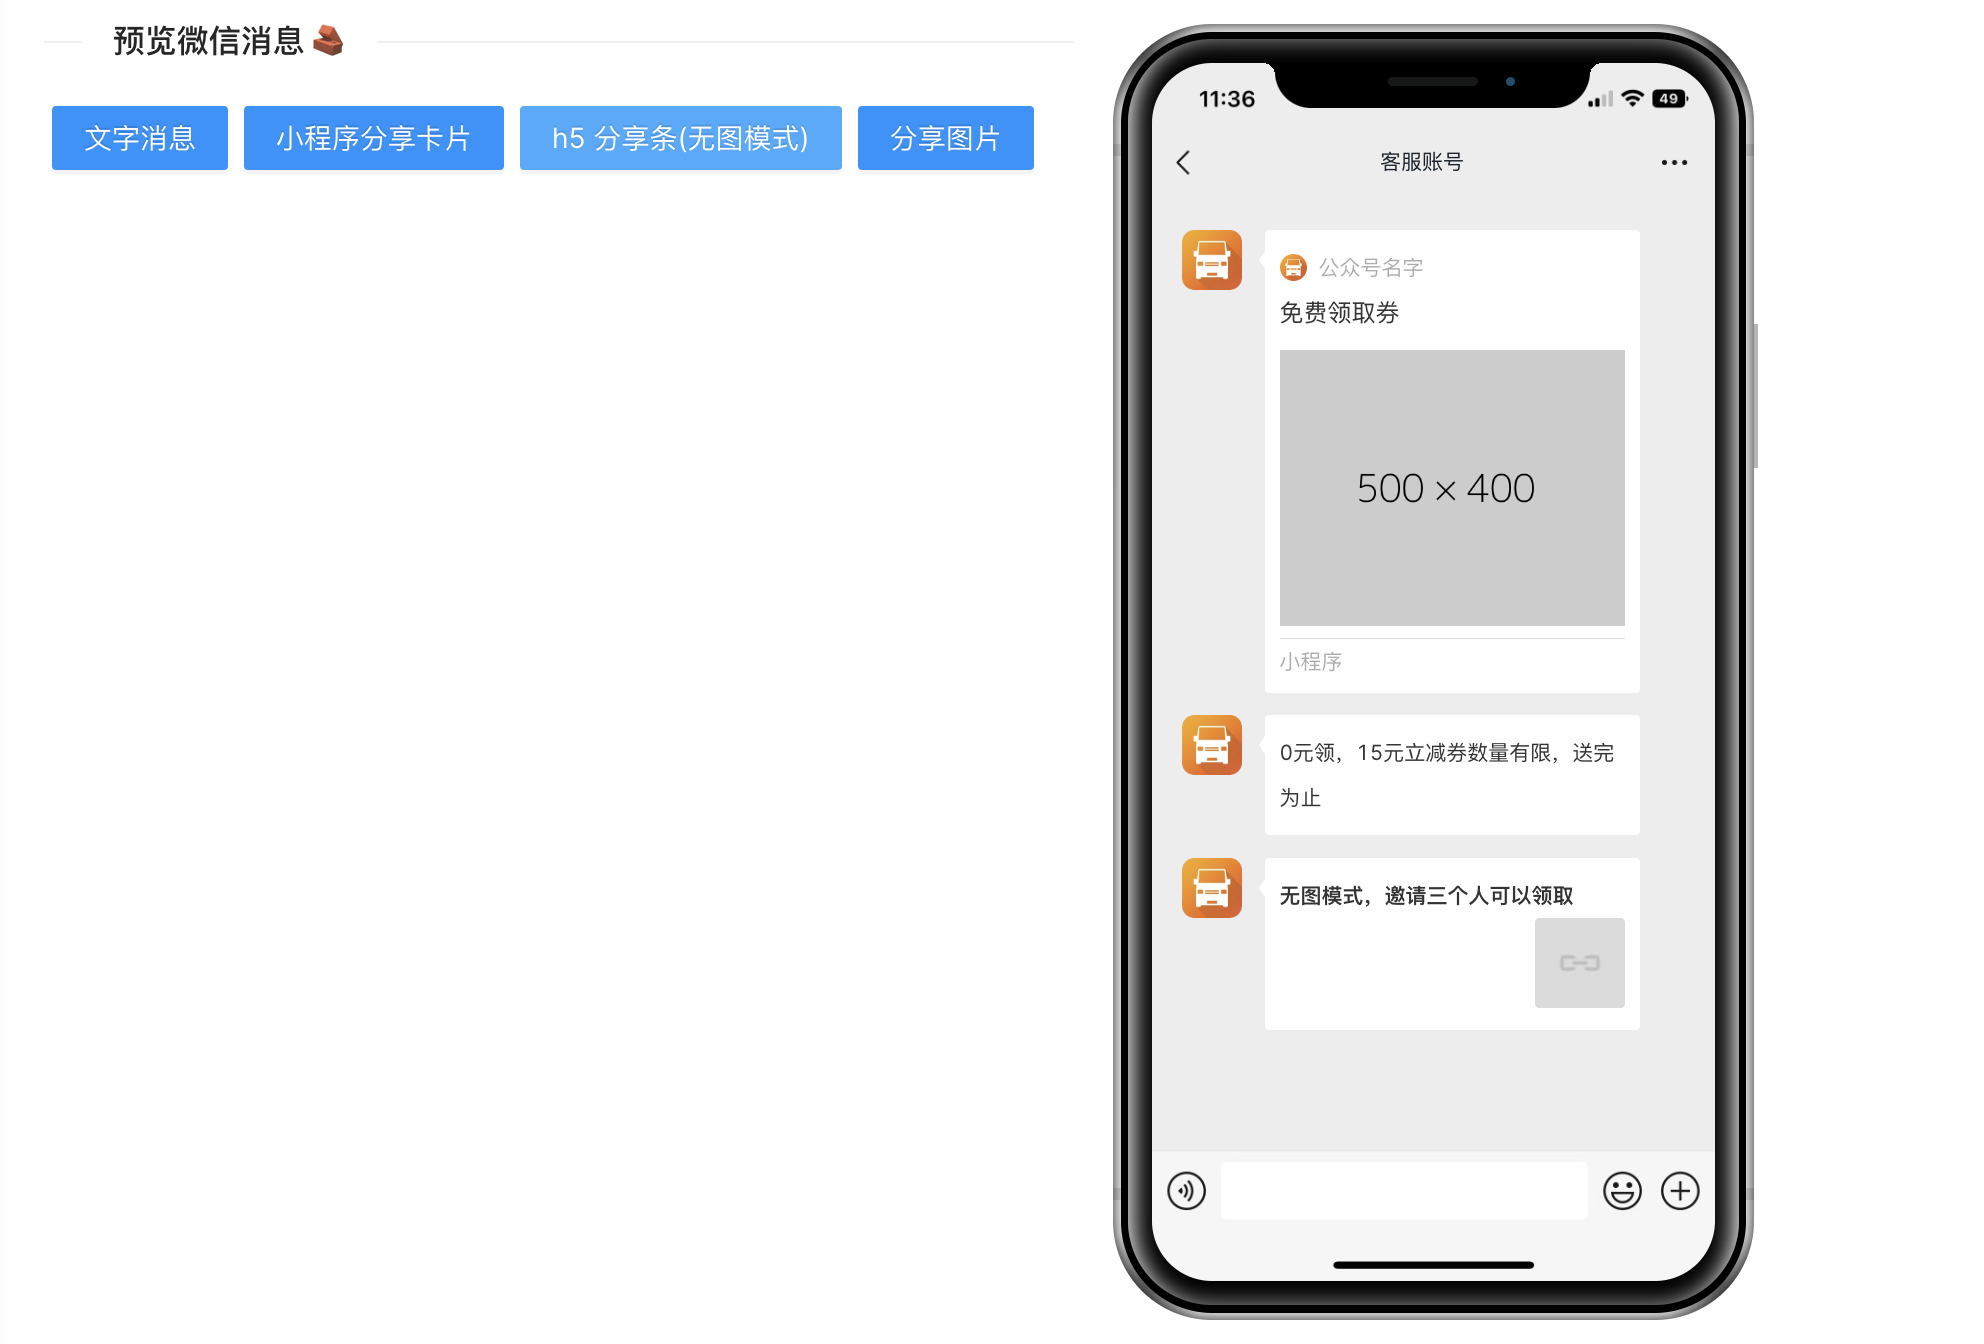 预览微信消息
文字消息
小程序分享卡片
h5 分享条(无图模式)
分享图片
11:36
49
客服账号
公众号名字
免费领取券
500 × 400
小程序
0元领，15元立减券数量有限，送完
为止
无图模式，邀请三个人可以领取